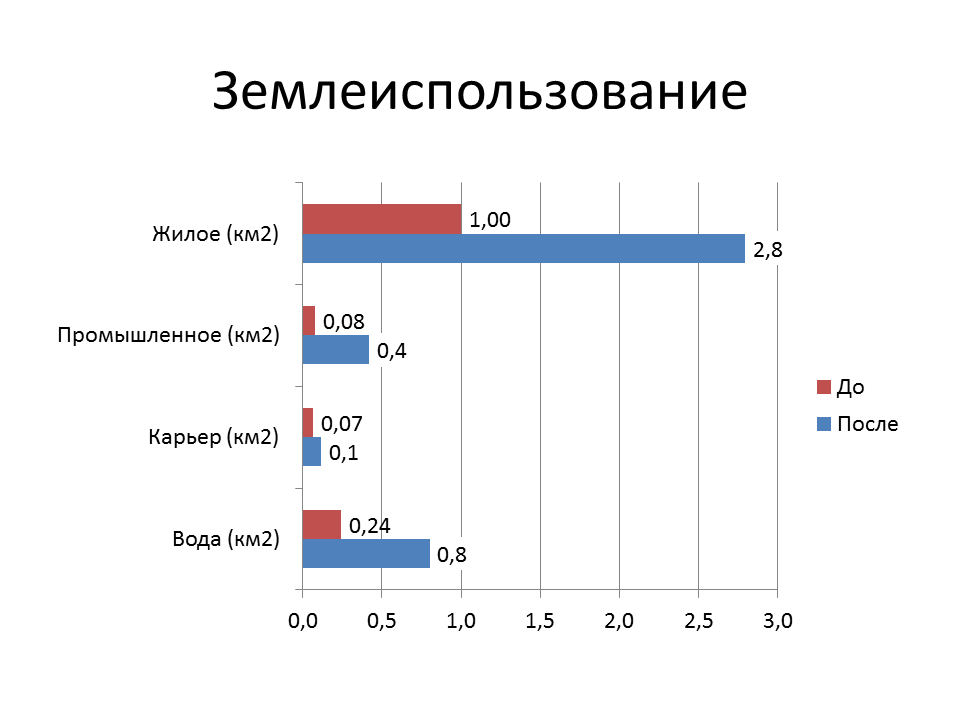 Землеиспользование
Жилое (км2)
1,00
2,8
Промышленное (км2)
0,08
0,4
Карьер (км2)
0,07
0,1
Вода (км2)
0,24
0,8
До
После
0,0 0,5 1,0 1,5 2,0 2,5 3,0